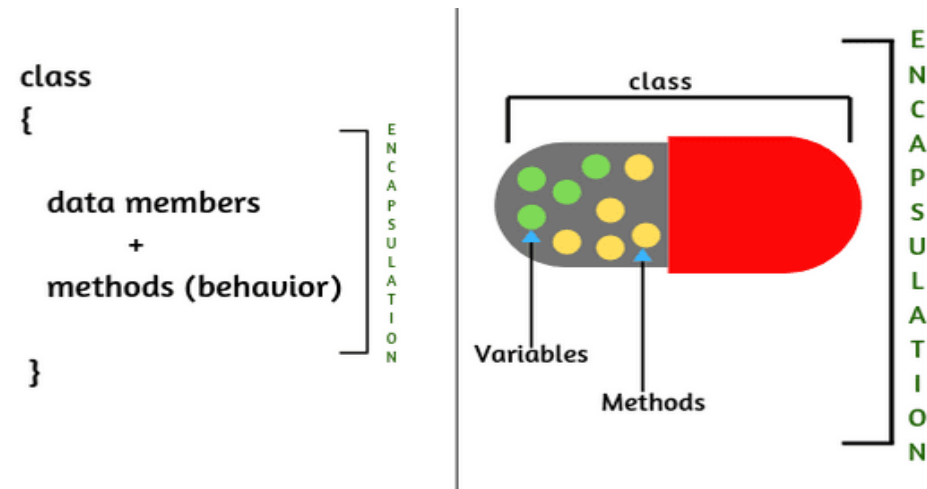 class
{
data members
+
methods (behavior)
}
ENCAPSULATION
class
Variables
Methods
ENCAPSULATION